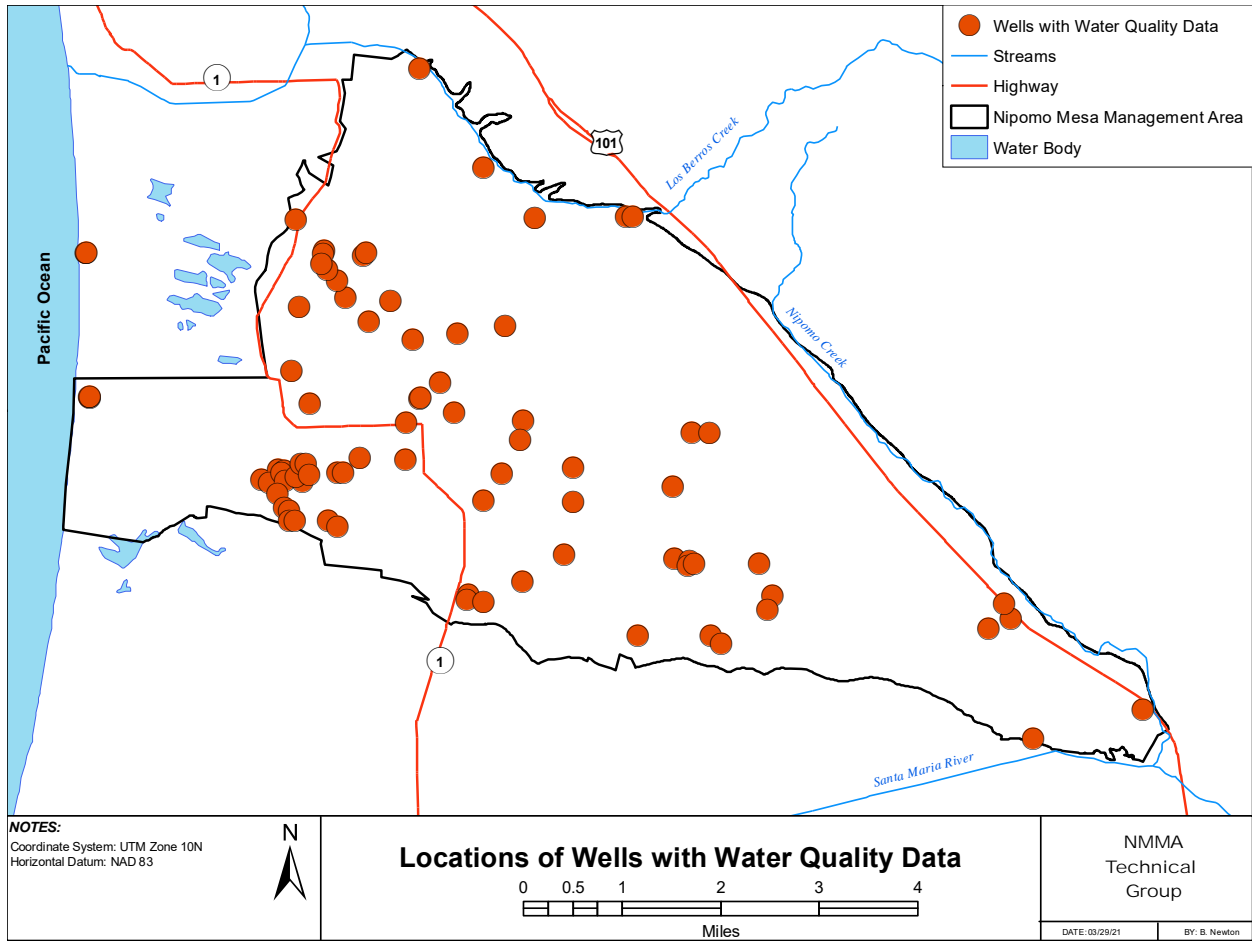 Wells with Water Quality Data
Streams
Highway
Nipomo Mesa Management Area
Water Body
1
101
Los Berros Creek
Pacific Ocean
Nipomo Creek
1
Santa Maria River
NOTES:
Coordinate System: UTM Zone 10N
Horizontal Datum: NAD 83
N
Locations of Wells with Water Quality Data
0 0.5 1 2 3 4
Miles
NMMA
Technical
Group
DATE: 03/29/21
BY: B. Newton